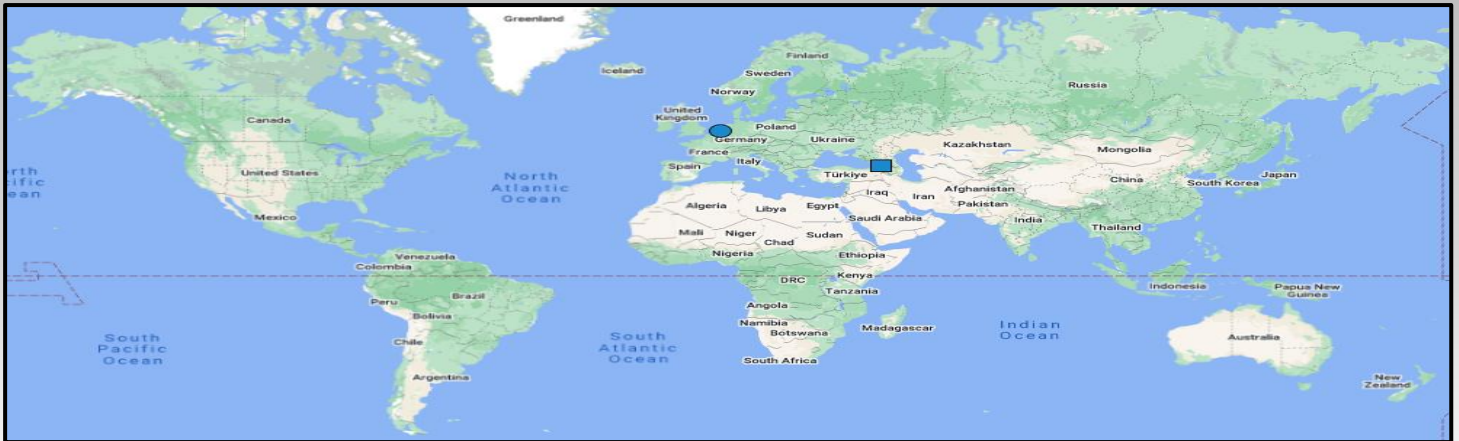 Greenland
Iceland
Finland
Sweden
Norway
Russia
United
Kingdom
Canada
Poland
Germany
Ukraine
Kazakhstan
Mongolia
France
Italy
Spain
United States
North
Atlantic
Ocean
Türkiye
China
South Korea
Japan
Iraq
Iran
Afghanistan
Pakistan
Algeria
Libya
Egypt
Saudi Arabia
India
Mexico
Mali
Niger
Chad
Sudan
Thailand
Nigeria
Ethiopia
Venezuela
Colombia
DRC
Kenya
Tanzania
Indonesia
Papua New
Guinea
Peru
Brazil
Bolivia
Angola
Namibia
Botswana
Madagascar
South
Pacific
Ocean
South
Atlantic
Ocean
Indian
Ocean
Chile
Australia
South Africa
Argentina
New
Zealand
orth
cific
ean